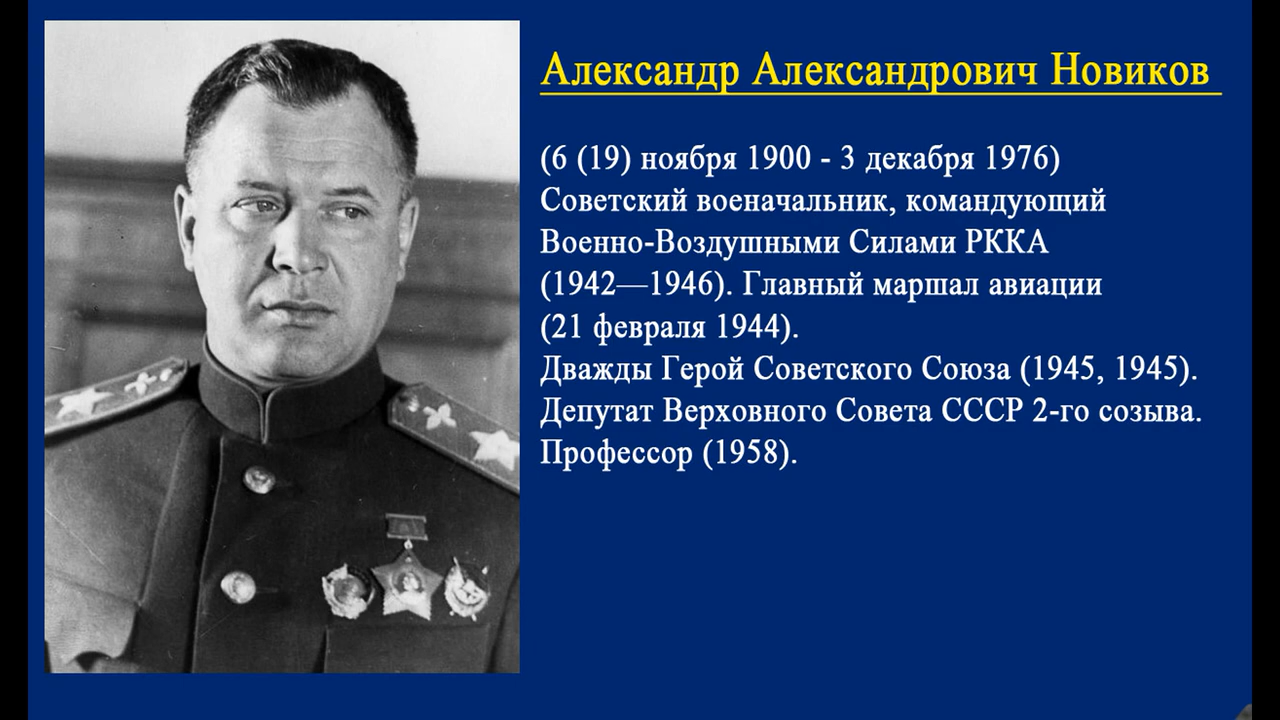 Александр Александрович Новиков
(6 (19) ноября 1900 - 3 декабря 1976)
Советский военачальник, командующий
Военно-Воздушными Силами РККА
(1942—1946). Главный маршал авиации
(21 февраля 1944).
Дважды Герой Советского Союза (1945, 1945).
Депутат Верховного Совета СССР 2-го созыва.
Профессор (1958).